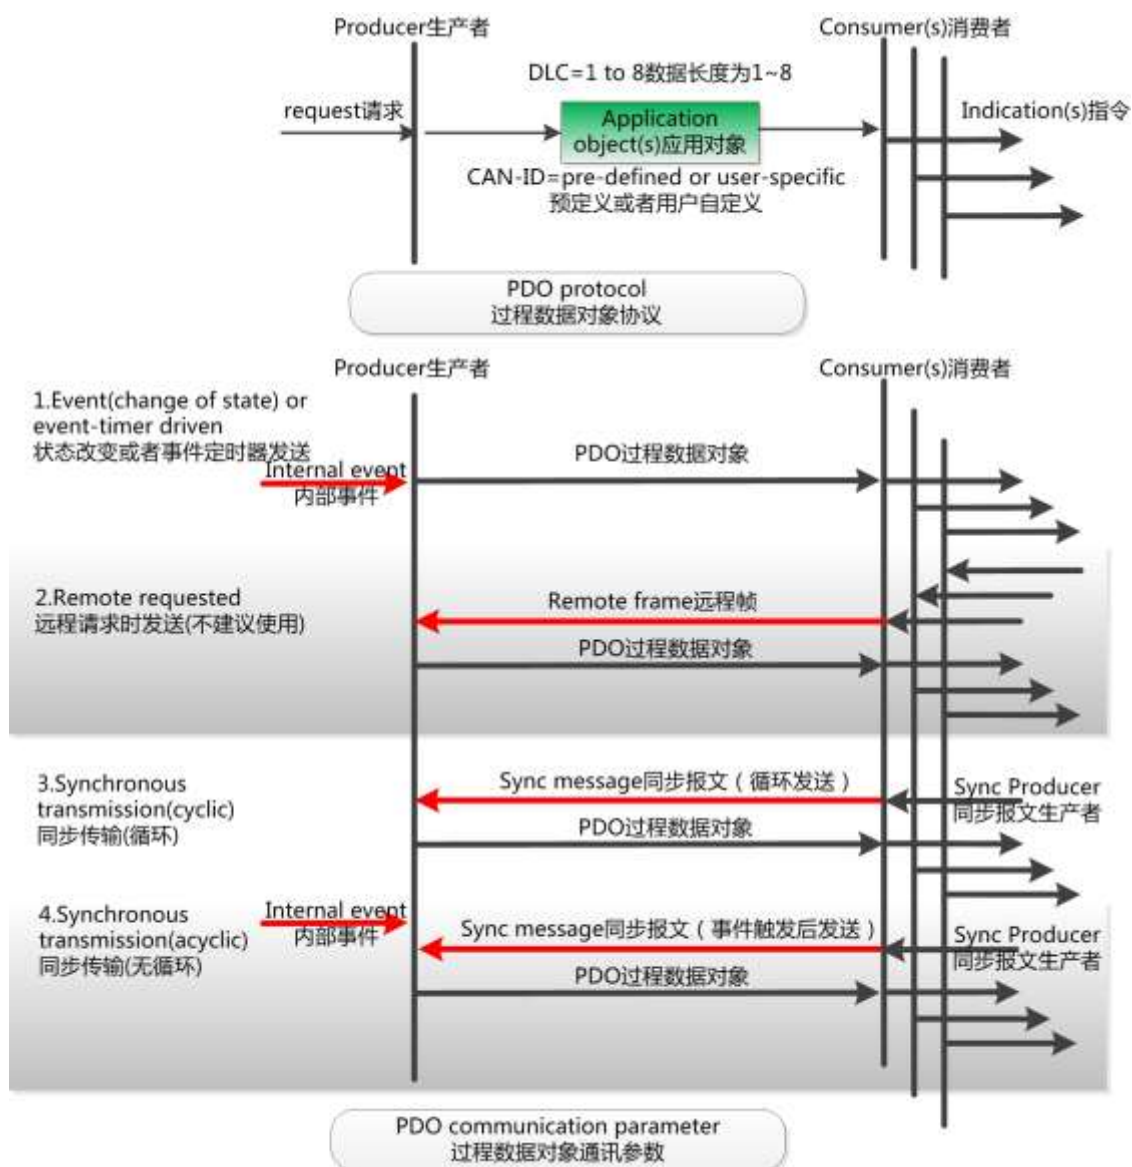 Producer生产者
Consumer(s)消费者
DLC=1 to 8数据长度为1~8
request请求
Application
object(s)应用对象
Indication(s)指令
CAN-ID=pre-defined or user-specific
预定义或者用户自定义
PDO protocol
过程数据对象协议
Producer生产者
Consumer(s)消费者
1.Event(change of state) or
event-timer driven
状态改变或者事件定时器发送
Internal event
内部事件
PDO过程数据对象
2.Remote requested
远程请求时发送(不建议使用)
Remote frame远程帧
PDO过程数据对象
3.Synchronous
transmission(cyclic)
同步传输(循环)
Sync message同步报文（循环发送）
Sync Producer
同步报文生产者
PDO过程数据对象
4.Synchronous
transmission(acyclic)
同步传输(无循环)
Internal event
内部事件
Sync message同步报文（事件触发后发送）
Sync Producer
同步报文生产者
PDO过程数据对象
PDO communication parameter
过程数据对象通讯参数